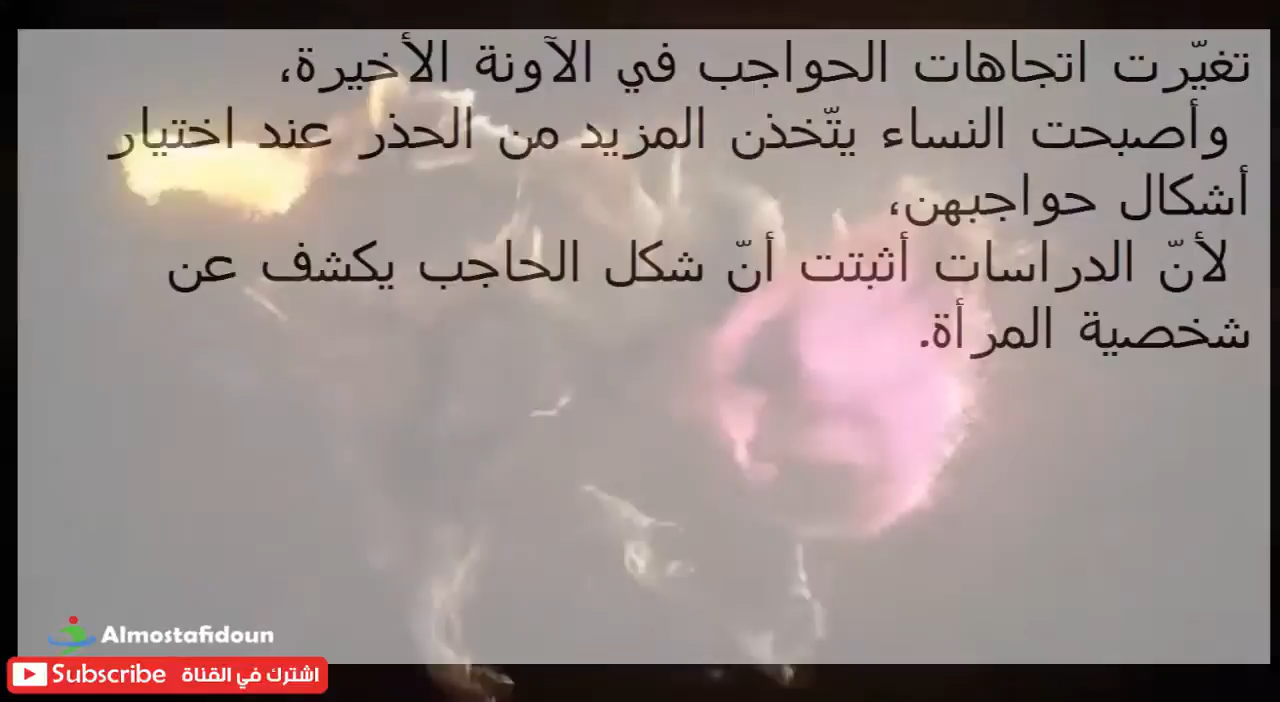 تغيّرت اتجاهات الحواجب في الآونة الأخيرة،
وأصبحت النساء يتّخذن المزيد من الحذر عند اختيار
أشكال حواجبهن،
لأنّ الدراسات أثبتت أنّ شكل الحاجب يكشف عن
شخصية المرأة.
Almostafidoun
Subscribe اشترك في القناة